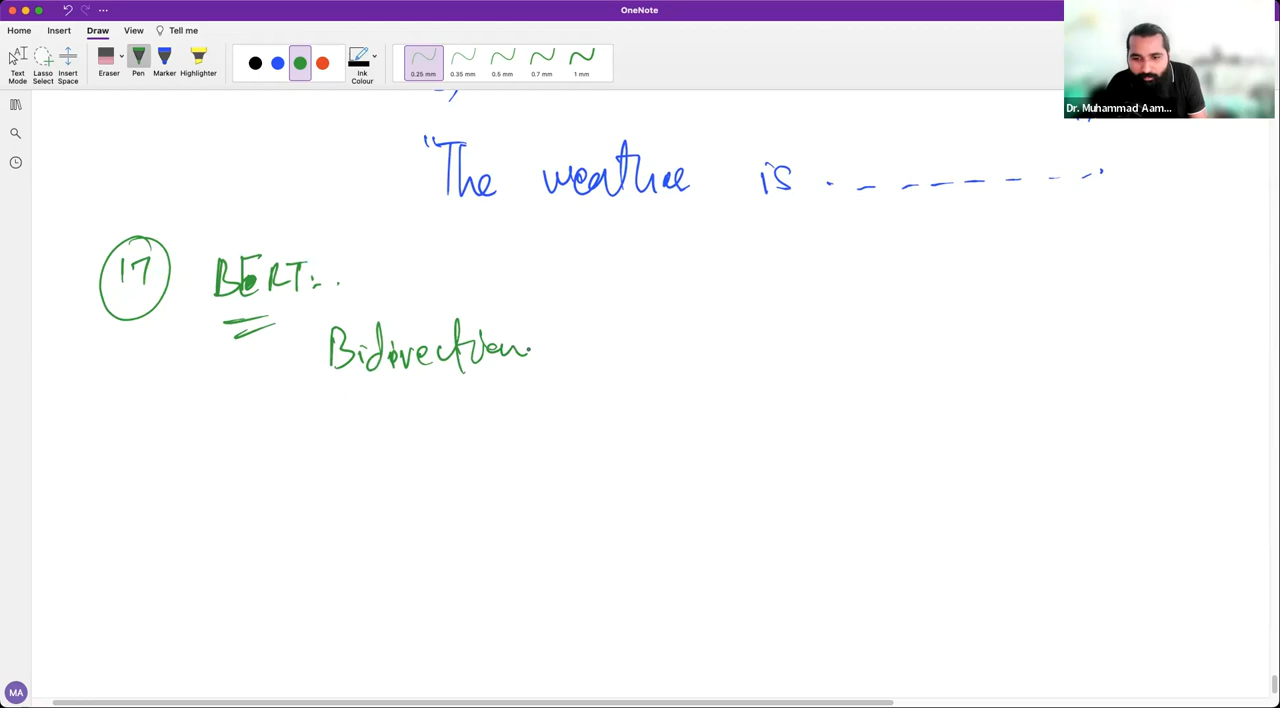 OneNote
Home Insert Draw View Tell me
Text Mode Lasso Select Insert Space Eraser Pen Marker Highlighter Ink Colour 0.25 mm 0.35 mm 0.5 mm 0.7 mm 1 mm
Dr. Muhammad Aam...
"The weathre is
17 BERT:
Bidirection
MA